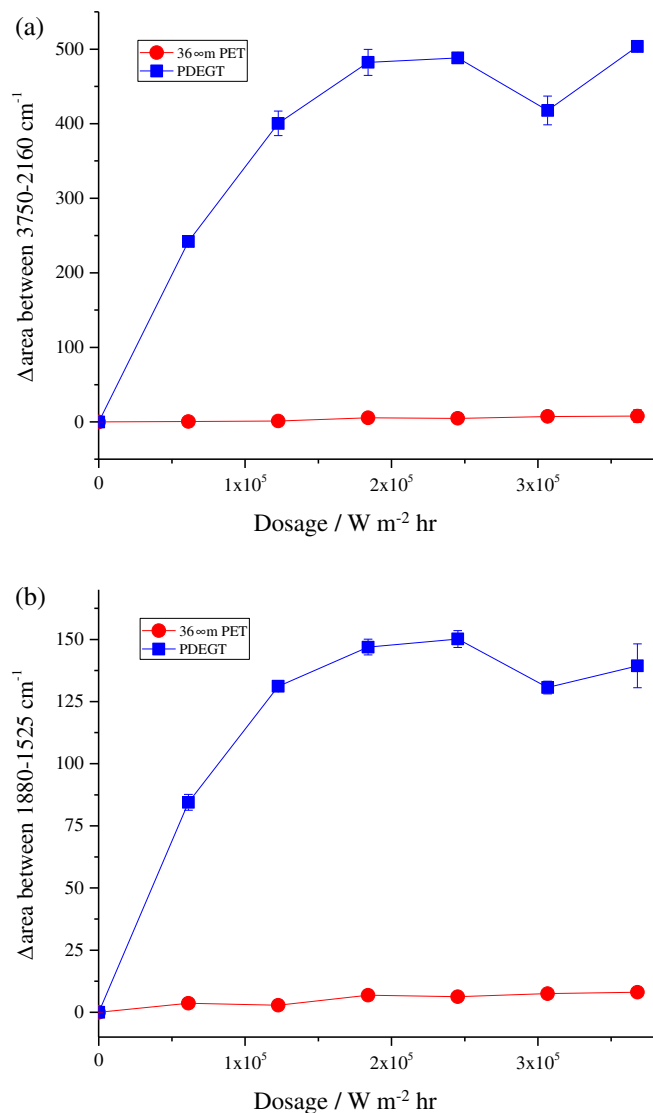 (a)
36∞m PET
PDEGT
500
400
300
200
100
0
Δarea between 3750-2160 cm⁻¹
0
1x10⁵
2x10⁵
3x10⁵
Dosage / W m⁻² hr
(b)
36∞m PET
PDEGT
150
125
100
75
50
25
0
Δarea between 1880-1525 cm⁻¹
0
1x10⁵
2x10⁵
3x10⁵
Dosage / W m⁻² hr